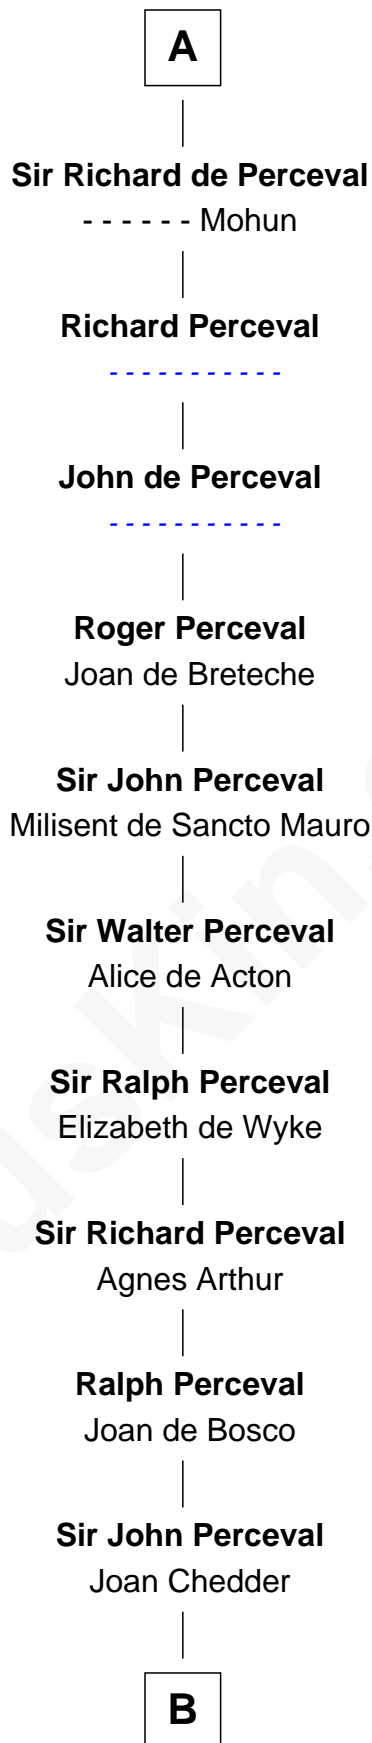 A
Sir Richard de Perceval
- - - - - - Mohun
Richard Perceval
- - - - - - - - - - -
John de Perceval
- - - - - - - - - - -
Roger Perceval
Joan de Breteche
Sir John Perceval
Milisent de Sancto Mauro
Sir Walter Perceval
Alice de Acton
Sir Ralph Perceval
Elizabeth de Wyke
Sir Richard Perceval
Agnes Arthur
Ralph Perceval
Joan de Bosco
Sir John Perceval
Joan Chedder
B